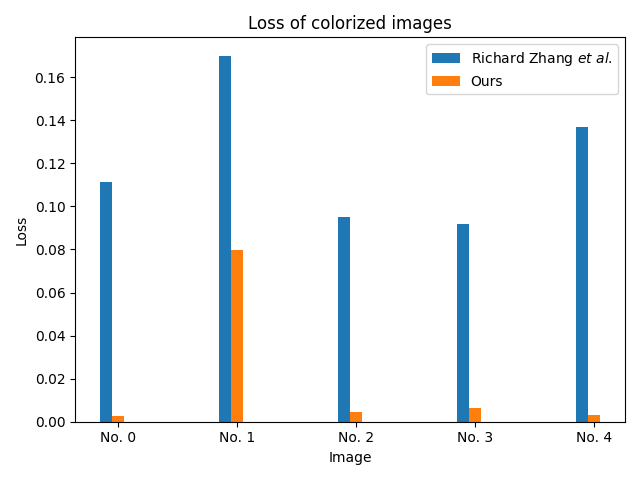 Loss of colorized images
Richard Zhang et al.
Ours
Loss
0.16
0.14
0.12
0.10
0.08
0.06
0.04
0.02
0.00
No. 0 No. 1 No. 2 No. 3 No. 4
Image